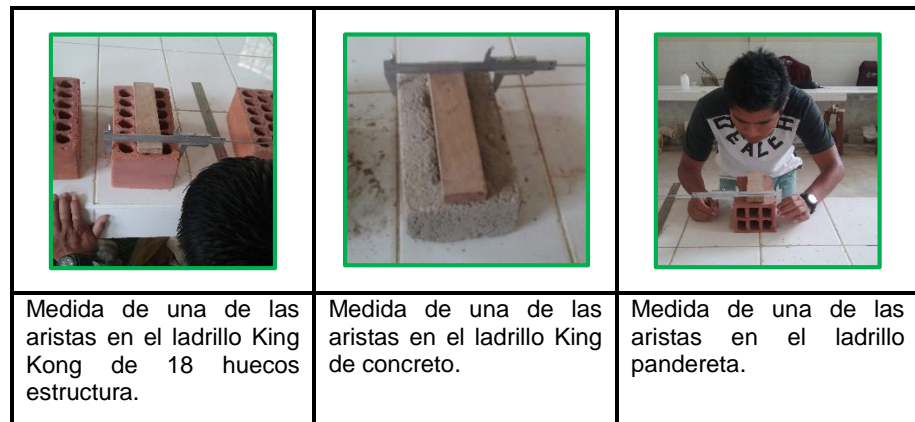 DEALEH
Medida de una de las
aristas en el ladrillo King
Kong de 18 huecos
estructura.
Medida de una de las
aristas en el ladrillo King
de concreto.
Medida de una de las
aristas en el ladrillo
pandereta.